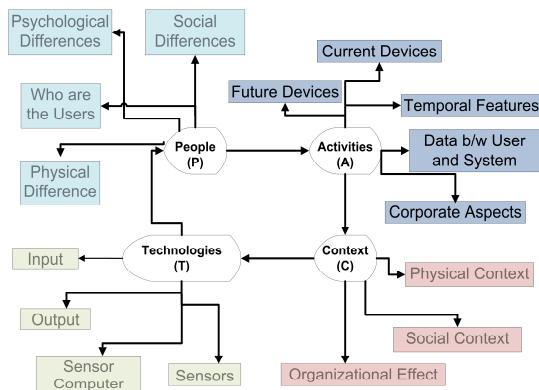 Psychological
Differences
Social
Differences
Current Devices
Future Devices
Who are
the Users
Temporal Features
People
(P)
Activities
(A)
Data b/w User
and System
Physical
Difference
Corporate Aspects
Technologies
(T)
Context
(C)
Input
Physical Context
Output
Social Context
Sensor
Computer
Sensors
Organizational Effect